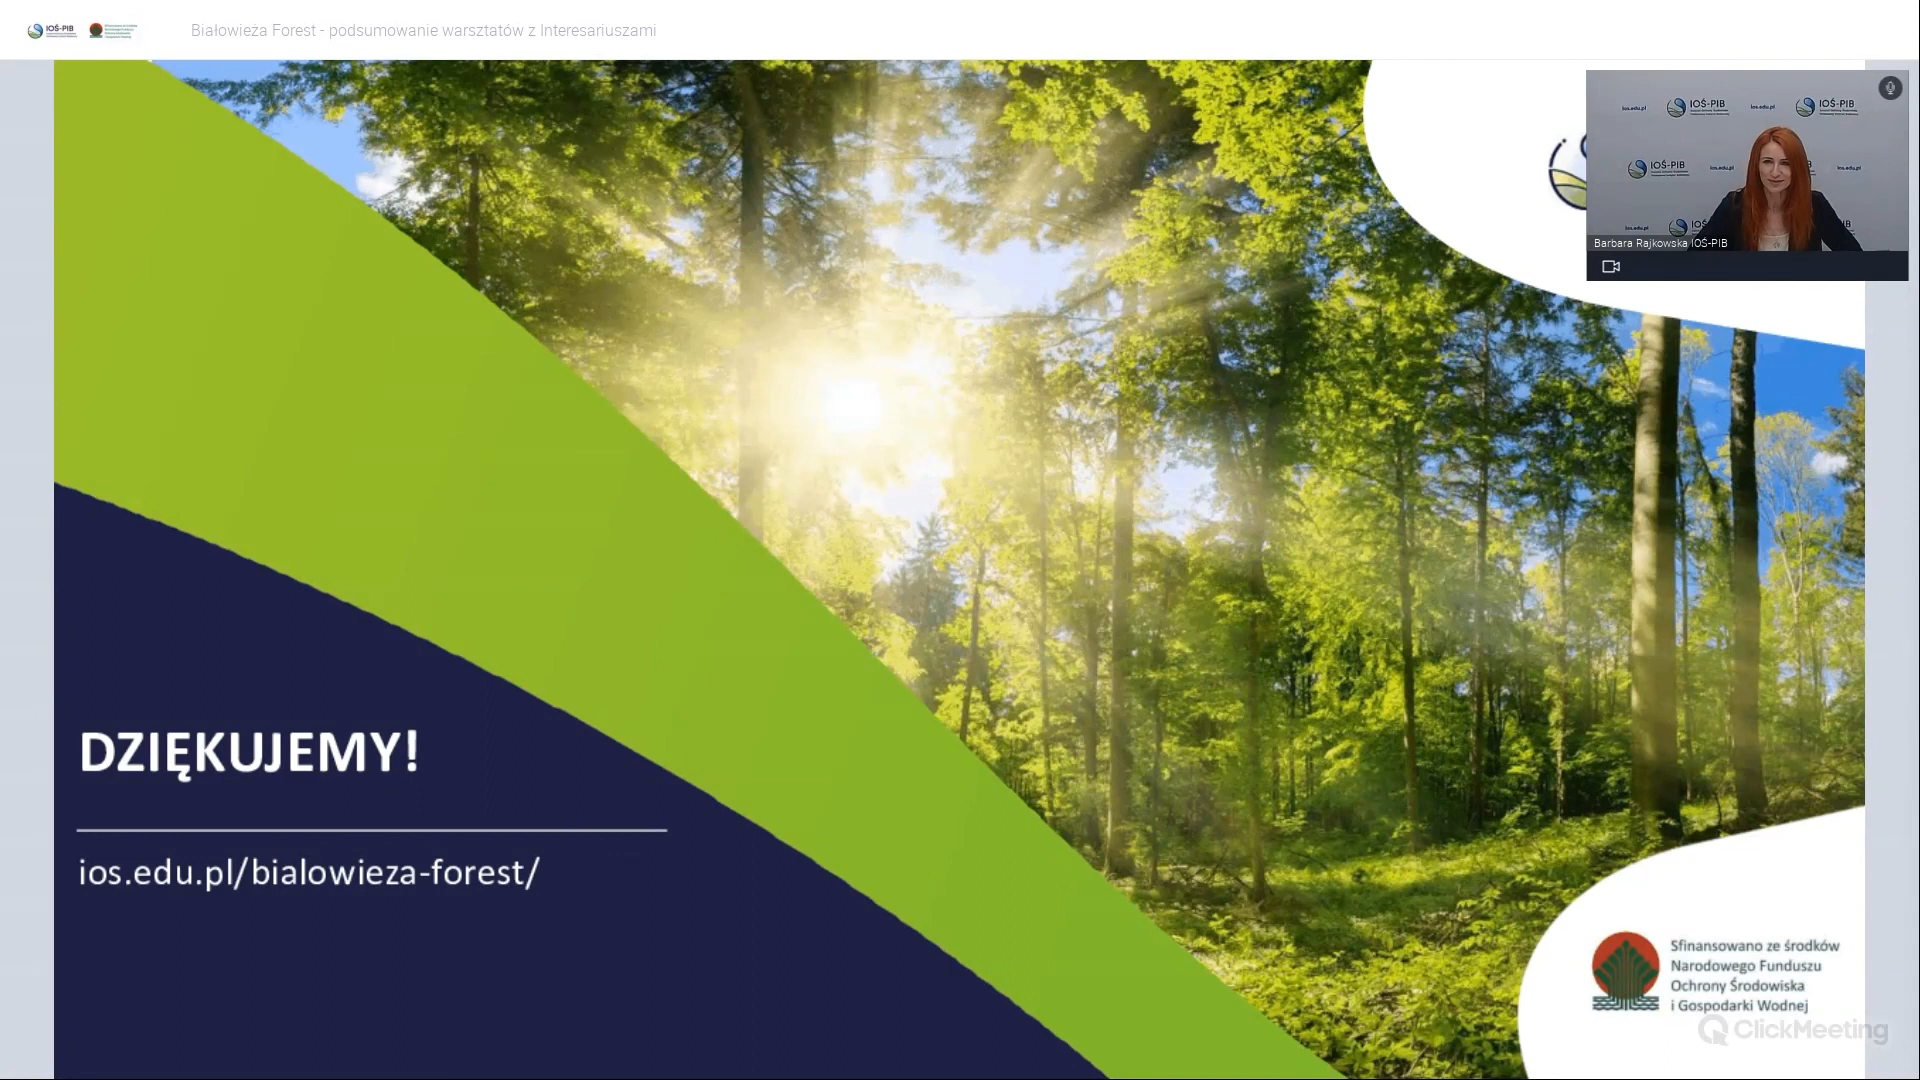 IOŚ-PIB
Białowieża Forest - podsumowanie warsztatów z Interesariuszami
ios.edu.pl
IOŚ-PIB
ios.edu.pl
IOŚ-PIB
IOŚ-PIB
ios.edu.pl
ios.edu.pl
ios.edu.pl
Barbara Rajkowska IOŚ-PIB
DZIĘKUJEMY!
ios.edu.pl/bialowieza-forest/
Sfinansowano ze środków
Narodowego Funduszu
Ochrony Środowiska
i Gospodarki Wodnej
ClickMeeting